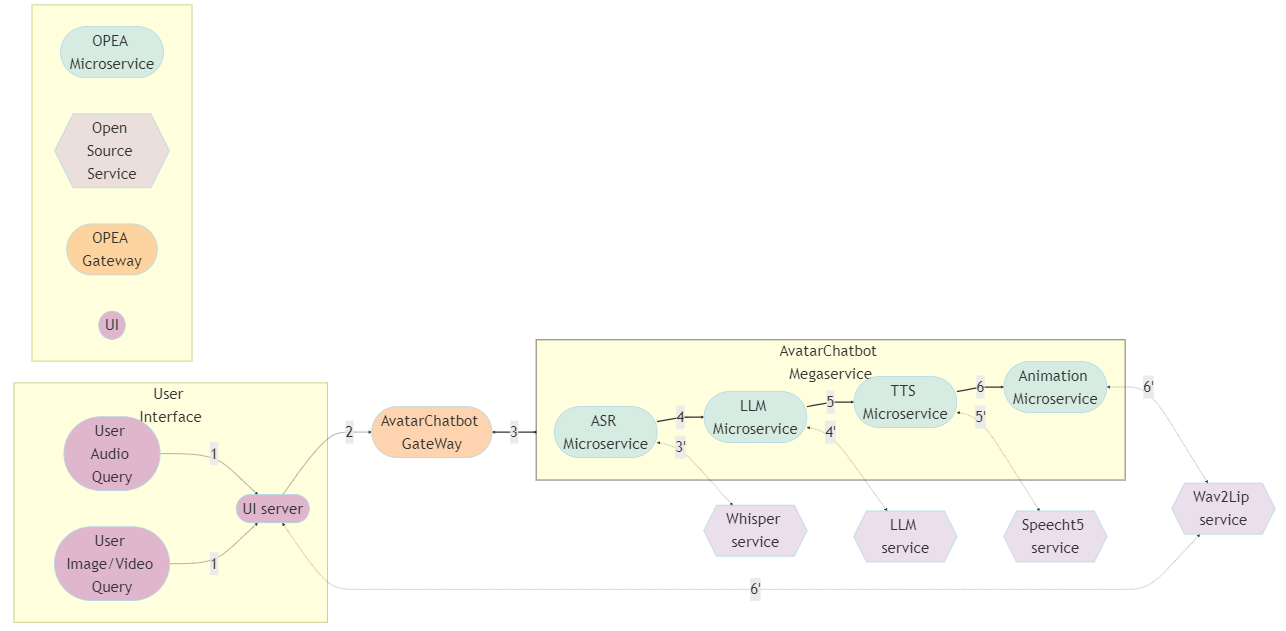 OPEA
Microservice
Open
Source
Service
OPEA
Gateway
UI
User
Interface
User
Audio
Query
1
UI server
User
Image/Video
Query
1
2
AvatarChatbot
GateWay
3
AvatarChatbot
Megaservice
ASR
Microservice
4
LLM
Microservice
5
TTS
Microservice
6
Animation
Microservice
3'
4'
5'
6'
Whisper
service
LLM
service
Speecht5
service
Wav2Lip
service
6'